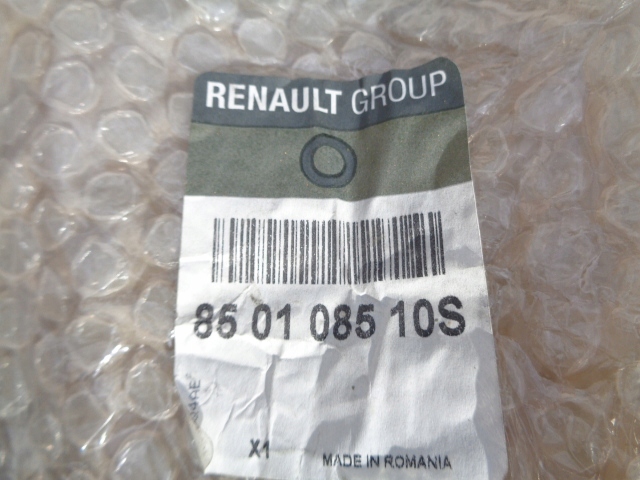 RENAULT GROUP
85 01 085 10S
X1
MADE IN ROMANIA